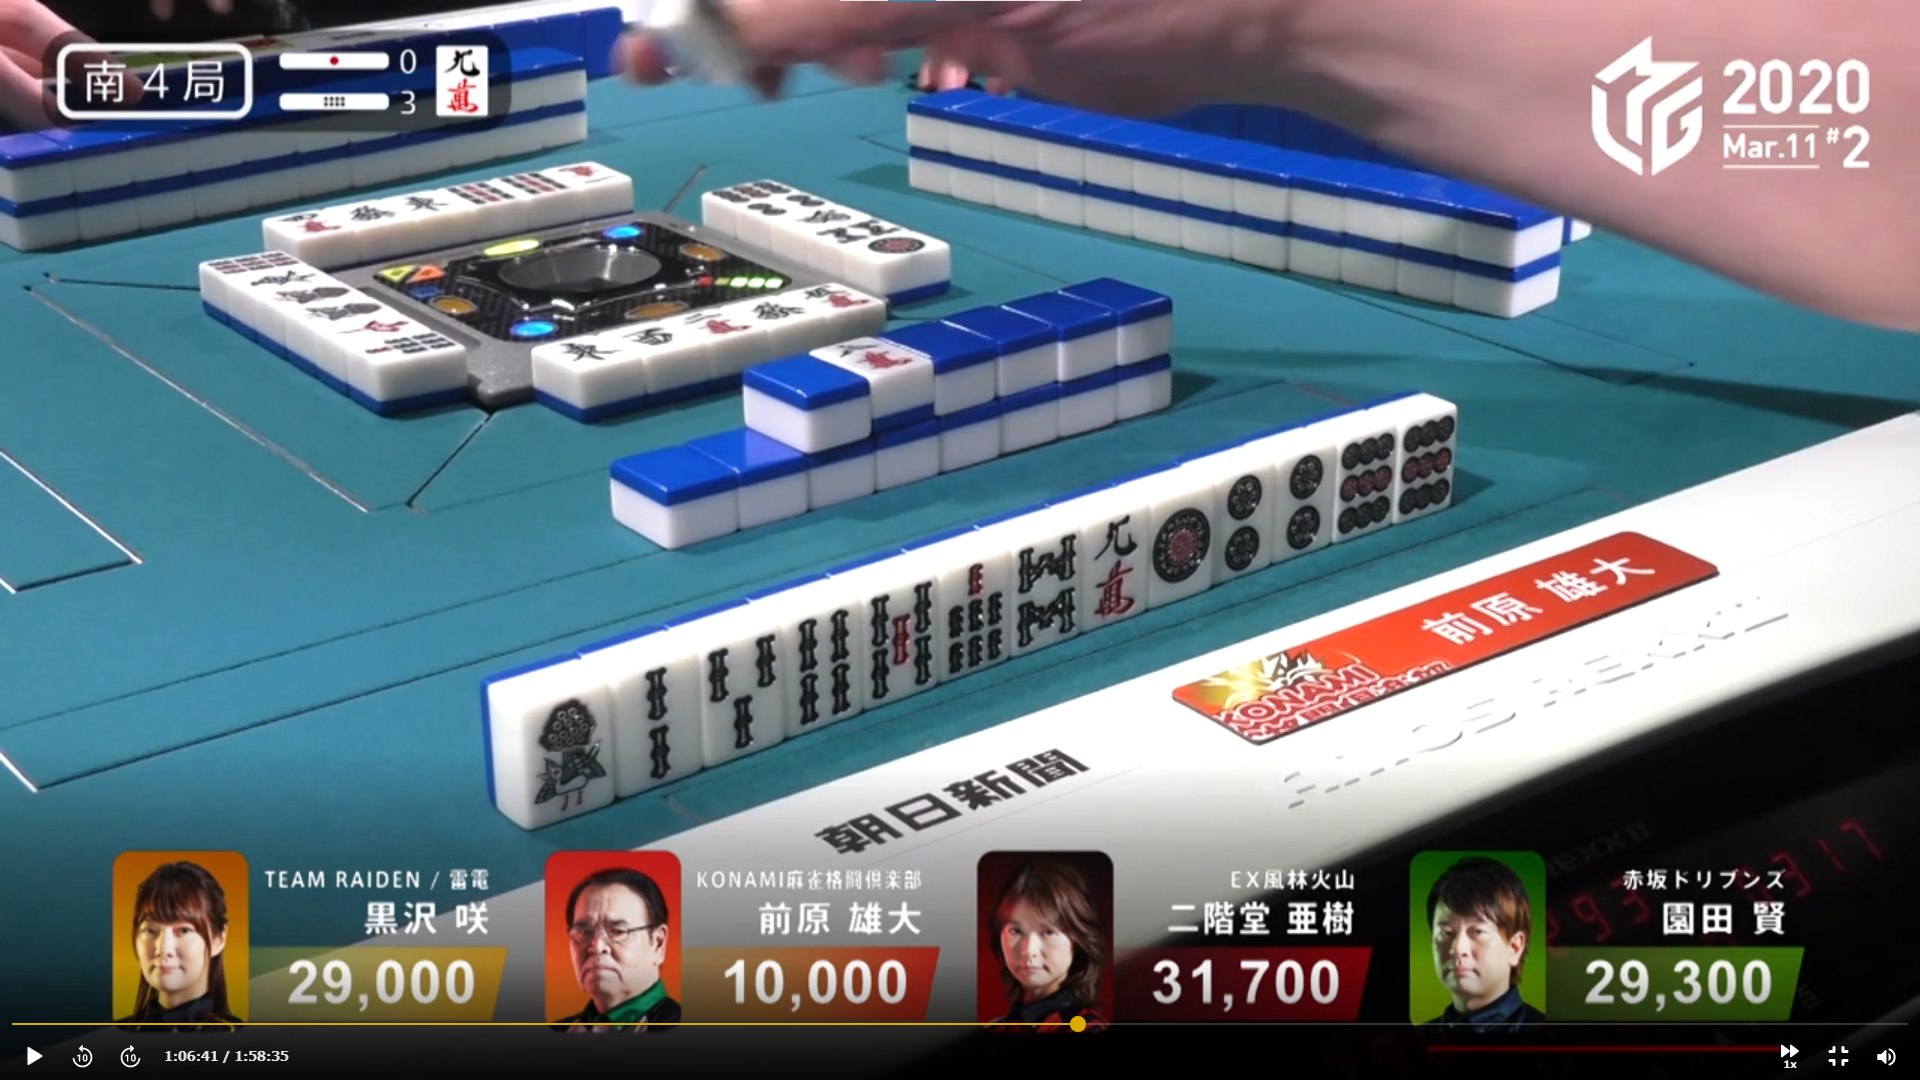 南4局
0
3
九萬
2020
Mar.11 #2
九萬
前原 雄大
KONAMI
朝日新聞
TEAM RAIDEN / 雷電
黒沢 咲
29,000
KONAMI麻雀格闘倶楽部
前原 雄大
10,000
EX風林火山
二階堂 亜樹
31,700
赤坂ドリブンズ
園田 賢
29,300
10
10
1:06:41 / 1:58:35
1x